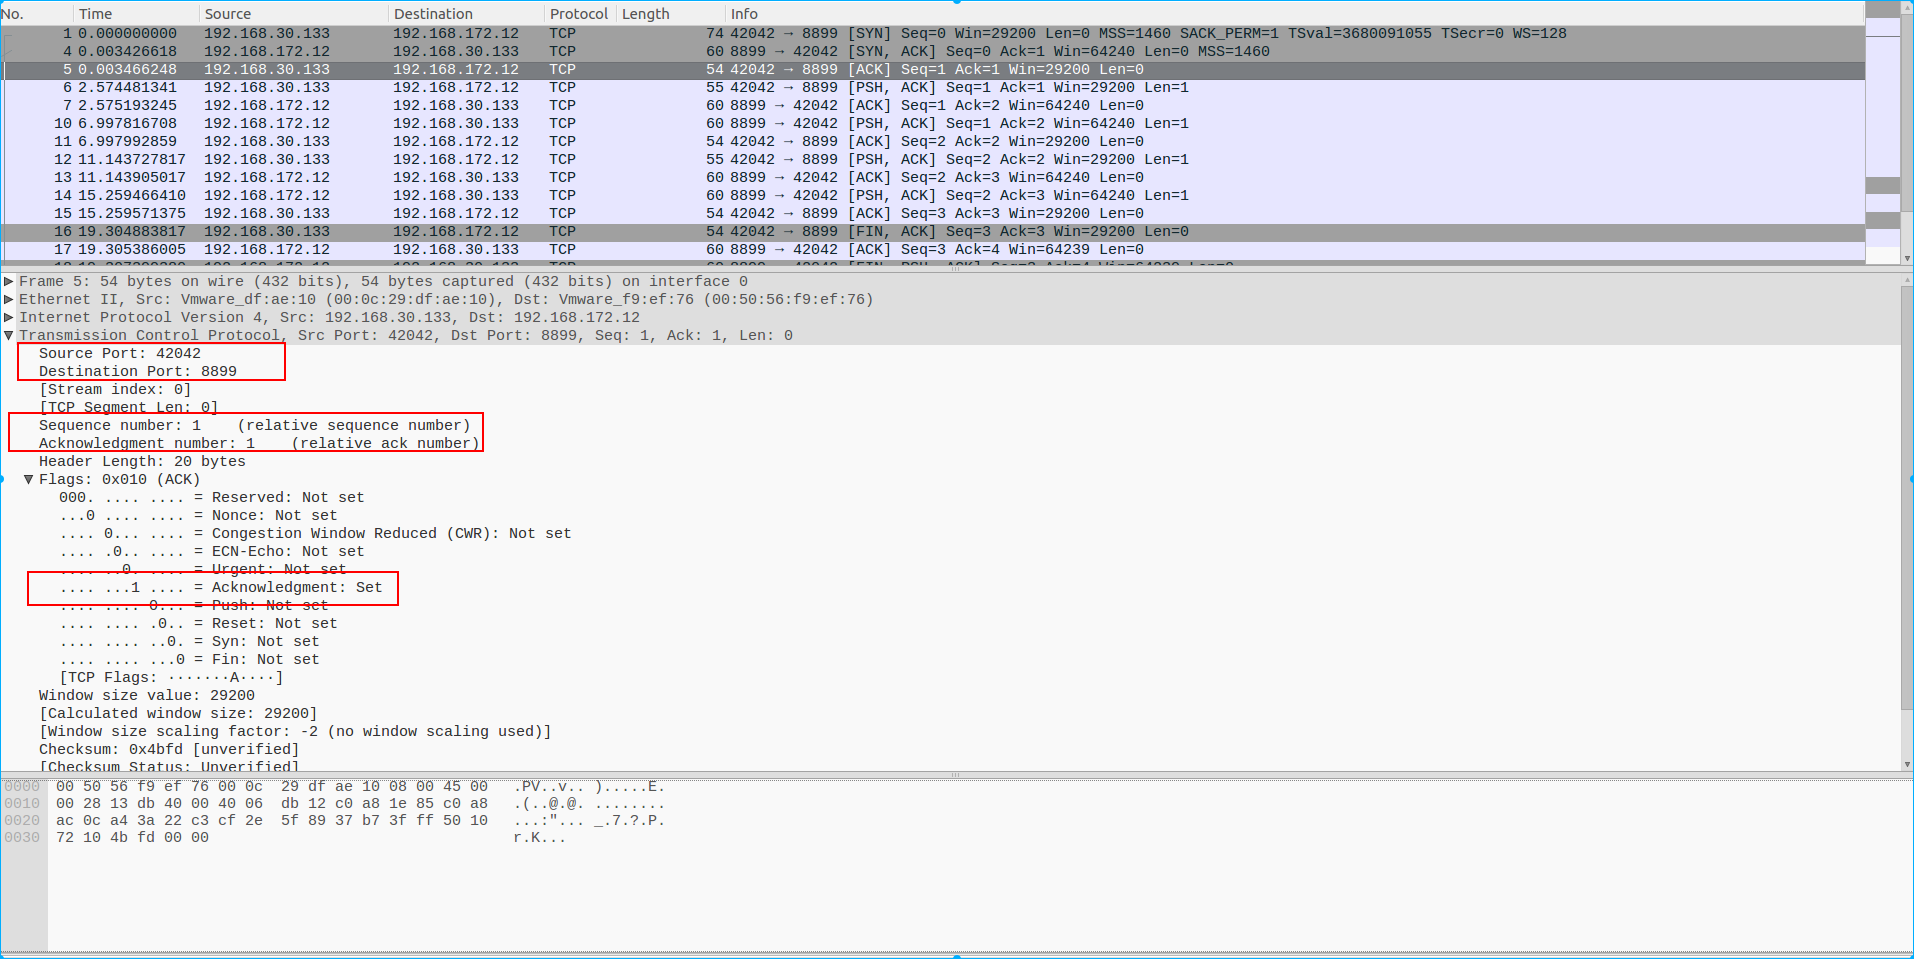 No. Time Source Destination Protocol Length Info
1 0.000000000 192.168.30.133 192.168.172.12 TCP 74 42042 → 8899 [SYN] Seq=0 Win=29200 Len=0 MSS=1460 SACK_PERM=1 TSval=3680091055 TSecr=0 WS=128
4 0.003426618 192.168.172.12 192.168.30.133 TCP 60 8899 → 42042 [SYN, ACK] Seq=0 Ack=1 Win=64240 Len=0 MSS=1460
5 0.003466248 192.168.30.133 192.168.172.12 TCP 54 42042 → 8899 [ACK] Seq=1 Ack=1 Win=29200 Len=0
6 2.574481341 192.168.30.133 192.168.172.12 TCP 55 42042 → 8899 [PSH, ACK] Seq=1 Ack=1 Win=29200 Len=1
7 2.575193245 192.168.172.12 192.168.30.133 TCP 60 8899 → 42042 [ACK] Seq=1 Ack=2 Win=64240 Len=0
10 6.997816708 192.168.172.12 192.168.30.133 TCP 60 8899 → 42042 [PSH, ACK] Seq=1 Ack=2 Win=64240 Len=1
11 6.997992859 192.168.30.133 192.168.172.12 TCP 54 42042 → 8899 [ACK] Seq=2 Ack=2 Win=29200 Len=0
12 11.143727817 192.168.30.133 192.168.172.12 TCP 55 42042 → 8899 [PSH, ACK] Seq=2 Ack=2 Win=29200 Len=1
13 11.143905017 192.168.172.12 192.168.30.133 TCP 60 8899 → 42042 [ACK] Seq=2 Ack=3 Win=64240 Len=0
14 15.259466410 192.168.172.12 192.168.30.133 TCP 60 8899 → 42042 [PSH, ACK] Seq=2 Ack=3 Win=64240 Len=1
15 15.259571375 192.168.30.133 192.168.172.12 TCP 54 42042 → 8899 [ACK] Seq=3 Ack=3 Win=29200 Len=0
16 19.304883817 192.168.30.133 192.168.172.12 TCP 54 42042 → 8899 [FIN, ACK] Seq=3 Ack=3 Win=29200 Len=0
17 19.305386005 192.168.172.12 192.168.30.133 TCP 60 8899 → 42042 [ACK] Seq=3 Ack=4 Win=64239 Len=0
Frame 5: 54 bytes on wire (432 bits), 54 bytes captured (432 bits) on interface 0
Ethernet II, Src: Vmware_df:ae:10 (00:0c:29:df:ae:10), Dst: Vmware_f9:ef:76 (00:50:56:f9:ef:76)
Internet Protocol Version 4, Src: 192.168.30.133, Dst: 192.168.172.12
Transmission Control Protocol, Src Port: 42042, Dst Port: 8899, Seq: 1, Ack: 1, Len: 0
Source Port: 42042
Destination Port: 8899
[Stream index: 0]
[TCP Segment Len: 0]
Sequence number: 1 (relative sequence number)
Acknowledgment number: 1 (relative ack number)
Header Length: 20 bytes
Flags: 0x010 (ACK)
000. .... .... = Reserved: Not set
...0 .... .... = Nonce: Not set
.... 0... .... = Congestion Window Reduced (CWR): Not set
.... .0.. .... = ECN-Echo: Not set
.... ..0. .... = Urgent: Not set
.... ...1 .... = Acknowledgment: Set
.... .... 0... = Push: Not set
.... .... .0.. = Reset: Not set
.... .... ..0. = Syn: Not set
.... .... ...0 = Fin: Not set
[TCP Flags: ·······A····]
Window size value: 29200
[Calculated window size: 29200]
[Window size scaling factor: -2 (no window scaling used)]
Checksum: 0x4bfd [unverified]
[Checksum Status: Unverified]
0000 00 50 56 f9 ef 76 00 0c 29 df ae 10 08 00 45 00 .PV..v.. ).....E.
0010 00 28 13 db 40 00 40 06 db 12 c0 a8 1e 85 c0 a8 .(..@.@. ........
0020 ac 0c a4 3a 22 c3 cf 2e 5f 89 37 b7 3f ff 50 10 ...:"... _.7.?.P.
0030 72 10 4b fd 00 00 r.K...